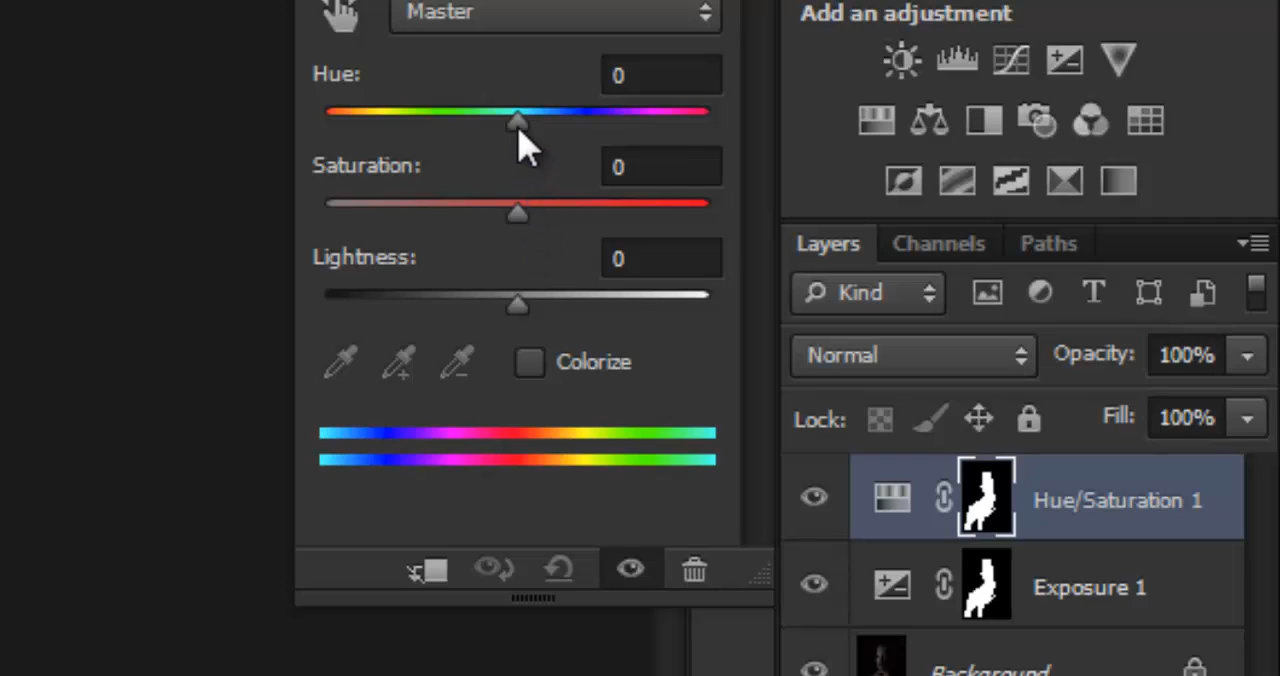 Master
Hue:
0
Saturation:
0
Lightness:
0
Colorize
Add an adjustment
Layers
Channels
Paths
Kind
T
Normal
Opacity:
100%
Lock:
Fill:
100%
Hue/Saturation 1
Exposure 1
Background